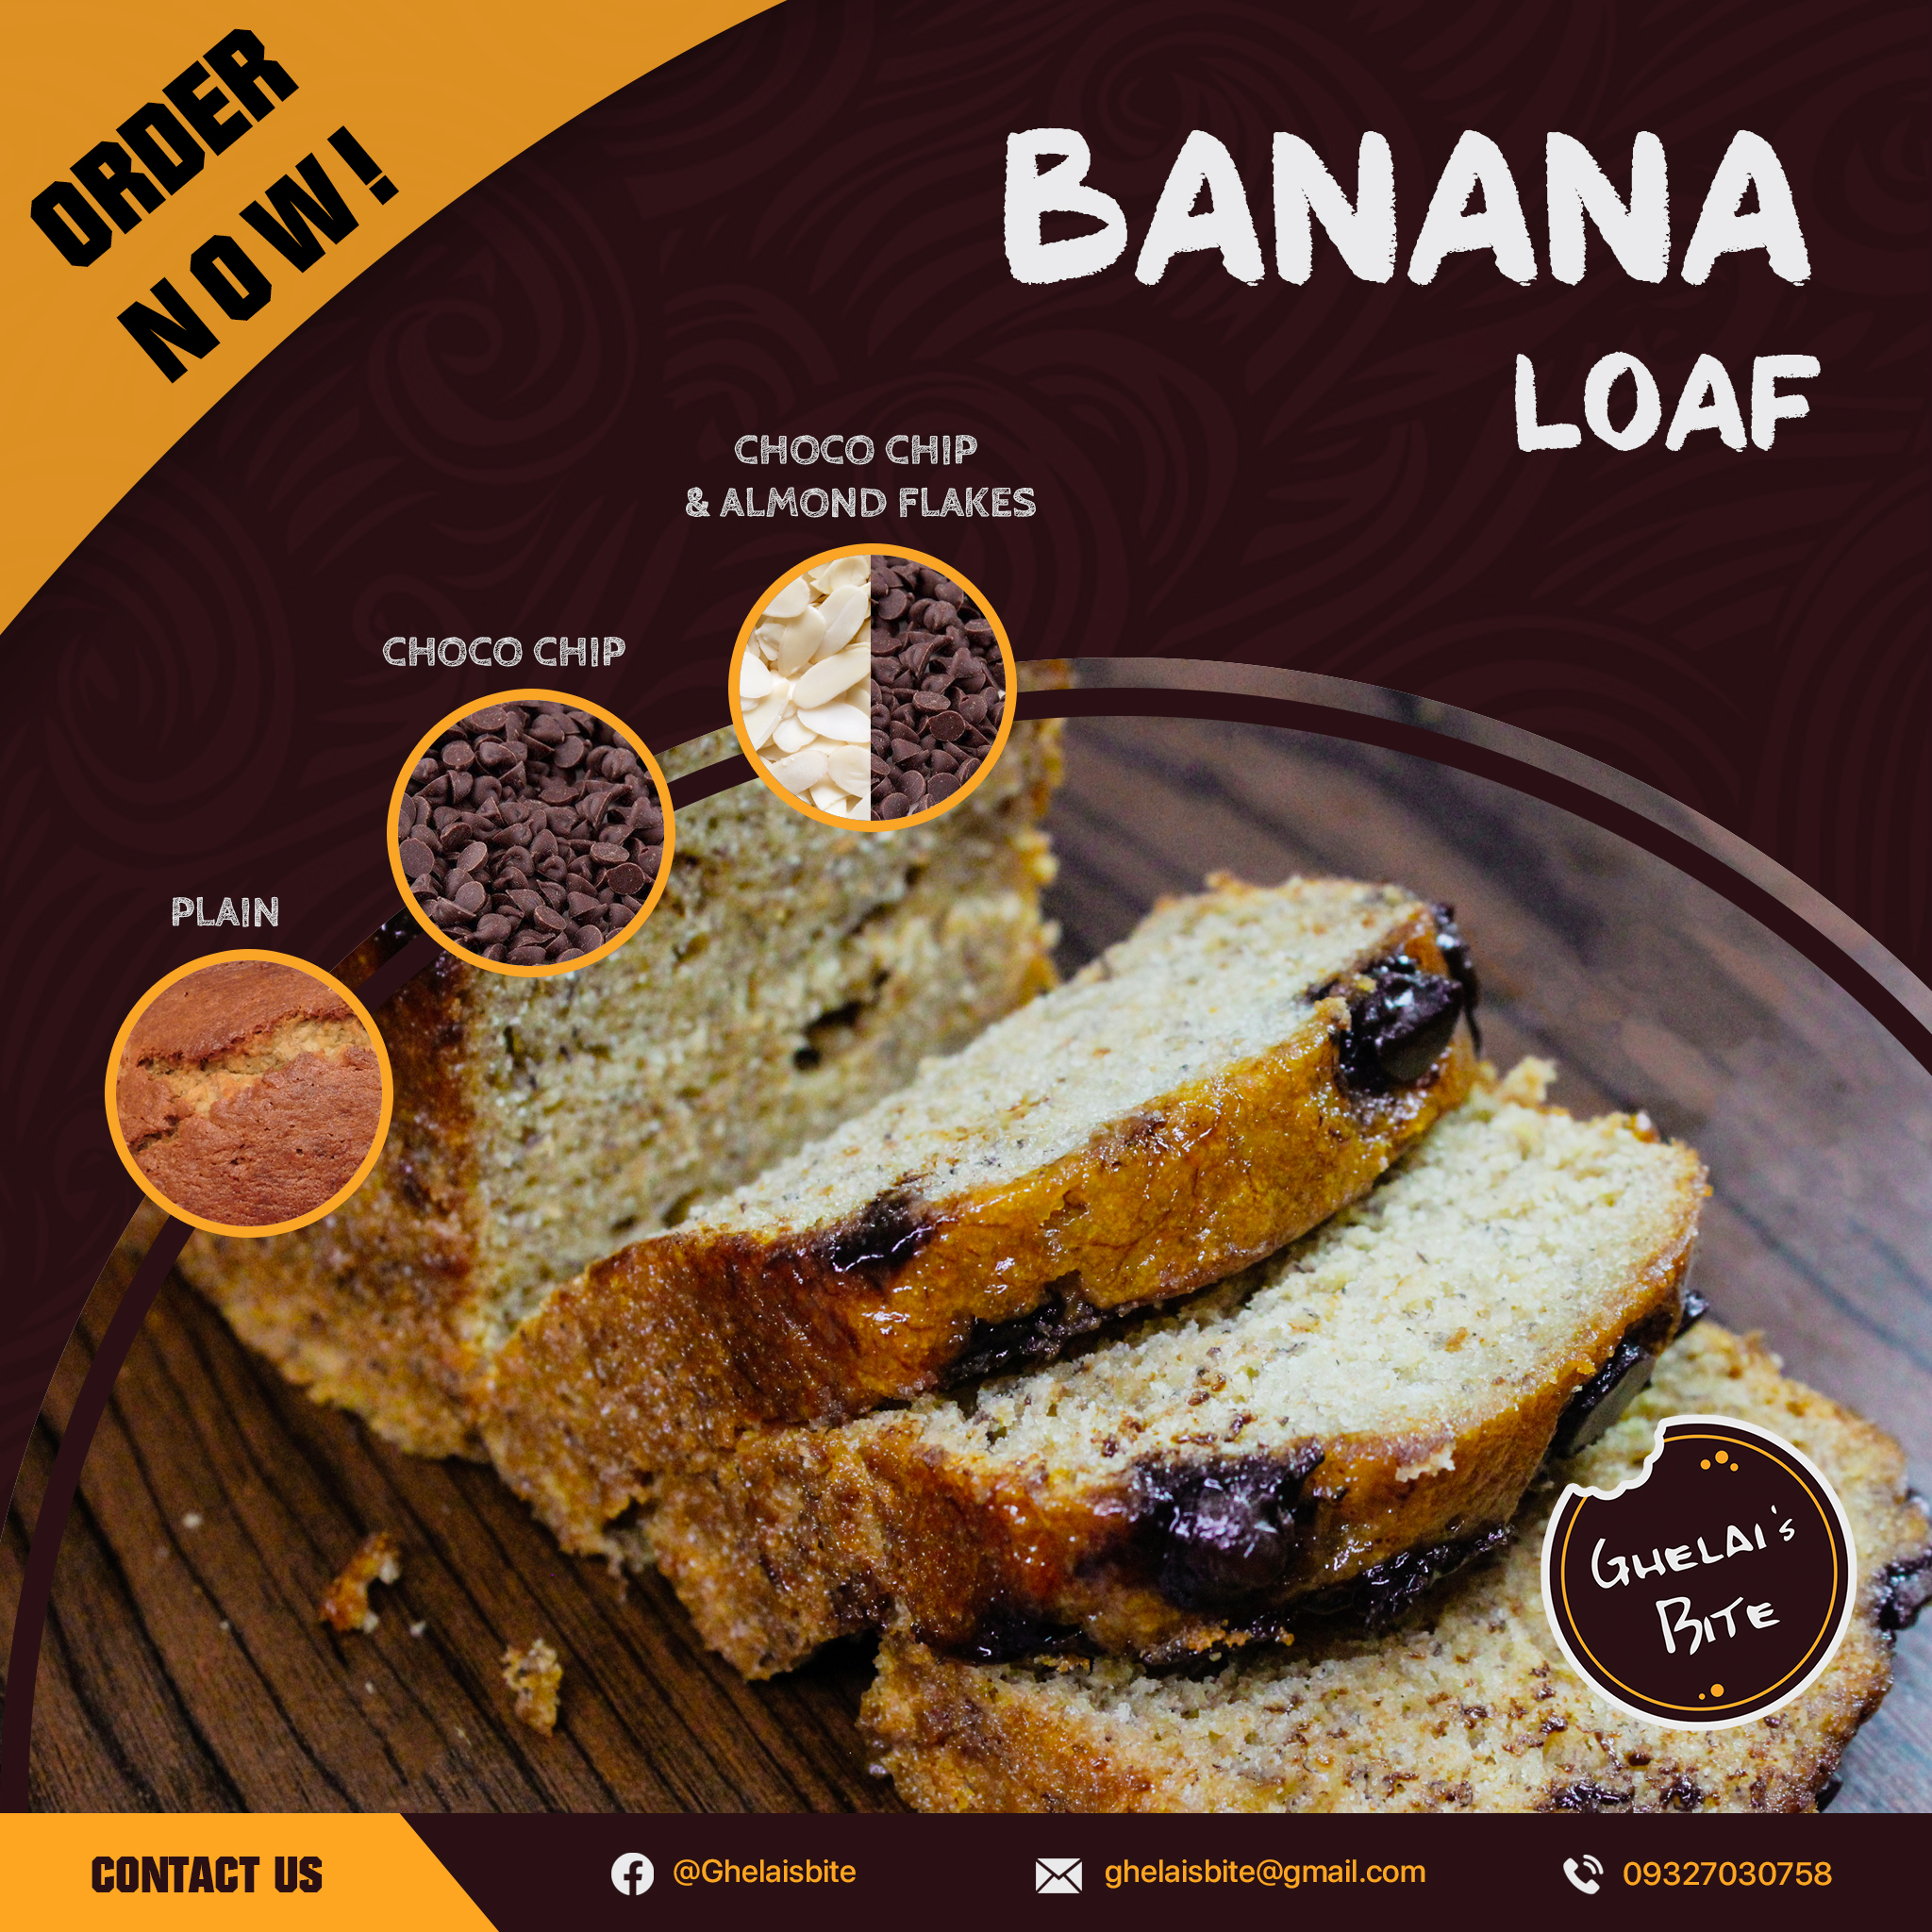 ORDER
NOW!
BANANA
LOAF
CHOCO CHIP
& ALMOND FLAKES
CHOCO CHIP
PLAIN
GHELAI's
BITE
CONTACT US
@Ghelaisbite
ghelaisbite@gmail.com
09327030758